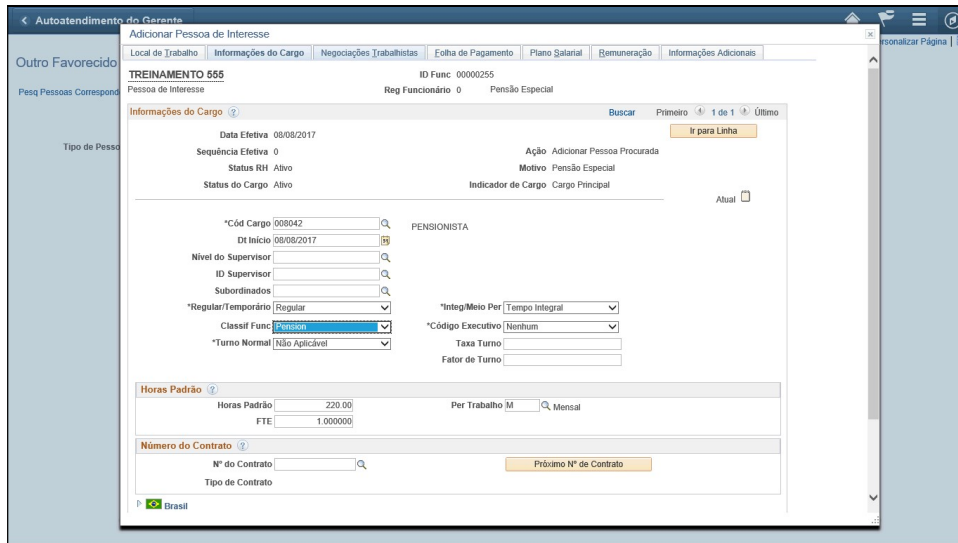 Autoatendimento do Gerente
Adicionar Pessoa de Interesse
ersonalizar Página |
Outro Favorecido
Pesq Pessoas Correspond
Tipo de Pesso
Local de Trabalho Informações do Cargo Negociações Trabalhistas Folha de Pagamento Plano Salarial Remuneração Informações Adicionais
TREINAMENTO 555 ID Func 00000255
Pessoa de Interesse Reg Funcionário 0 Pensão Especial
Informações do Cargo Buscar Primeiro 1 de 1 Último
Data Efetiva 08/08/2017 Ir para Linha
Sequência Efetiva 0 Ação Adicionar Pessoa Procurada
Status RH Ativo Motivo Pensão Especial
Status do Cargo Ativo Indicador de Cargo Cargo Principal
Atual
*Cód Cargo 008042 PENSIONISTA
Dt Início 08/08/2017
Nível do Supervisor
ID Supervisor
Subordinados
*Regular/Temporário Regular *Integ/Meio Per Tempo Integral
Classif Func Pension *Código Executivo Nenhum
*Turno Normal Não Aplicável Taxa Turno
Fator de Turno
Horas Padrão
Horas Padrão 220.00 Per Trabalho M Mensal
FTE 1.000000
Número do Contrato
Nº do Contrato Próximo Nº de Contrato
Tipo de Contrato
Brasil